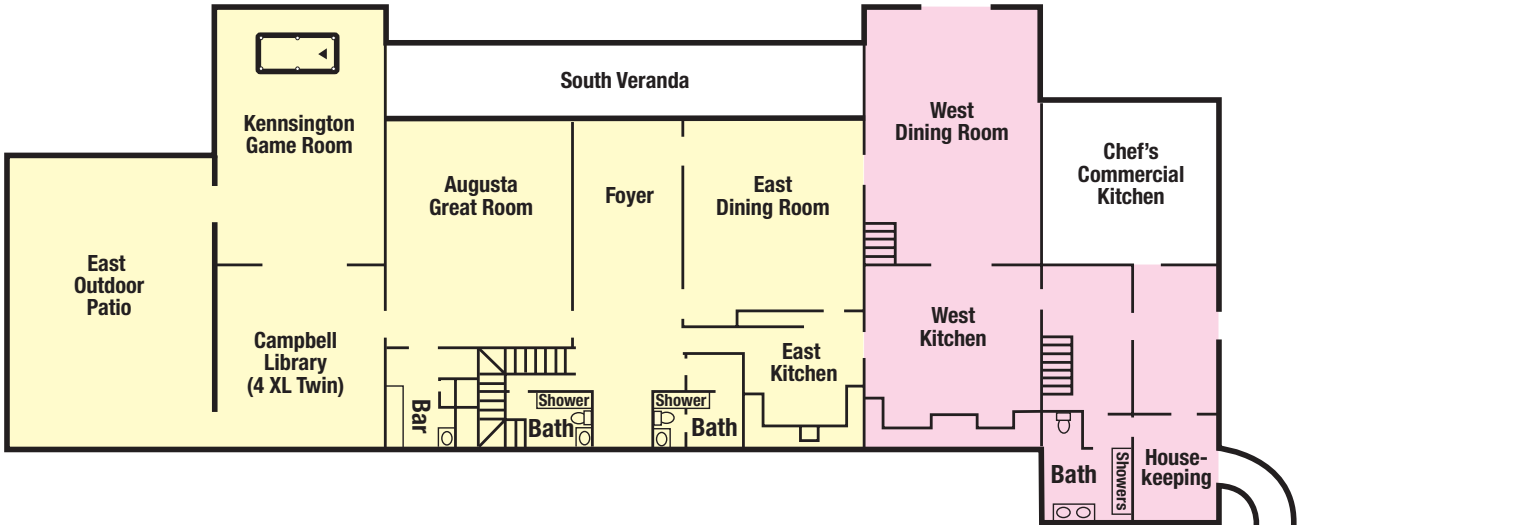 South Veranda
Kennsington
Game Room
West
Dining Room
Chef's
Commercial
Kitchen
Augusta
Great Room
Foyer
East
Dining Room
East
Outdoor
Patio
Campbell
Library
(4 XL Twin)
West
Kitchen
East
Kitchen
Bar
Shower
Bath
Shower
Bath
Bath
Showers
House-
keeping